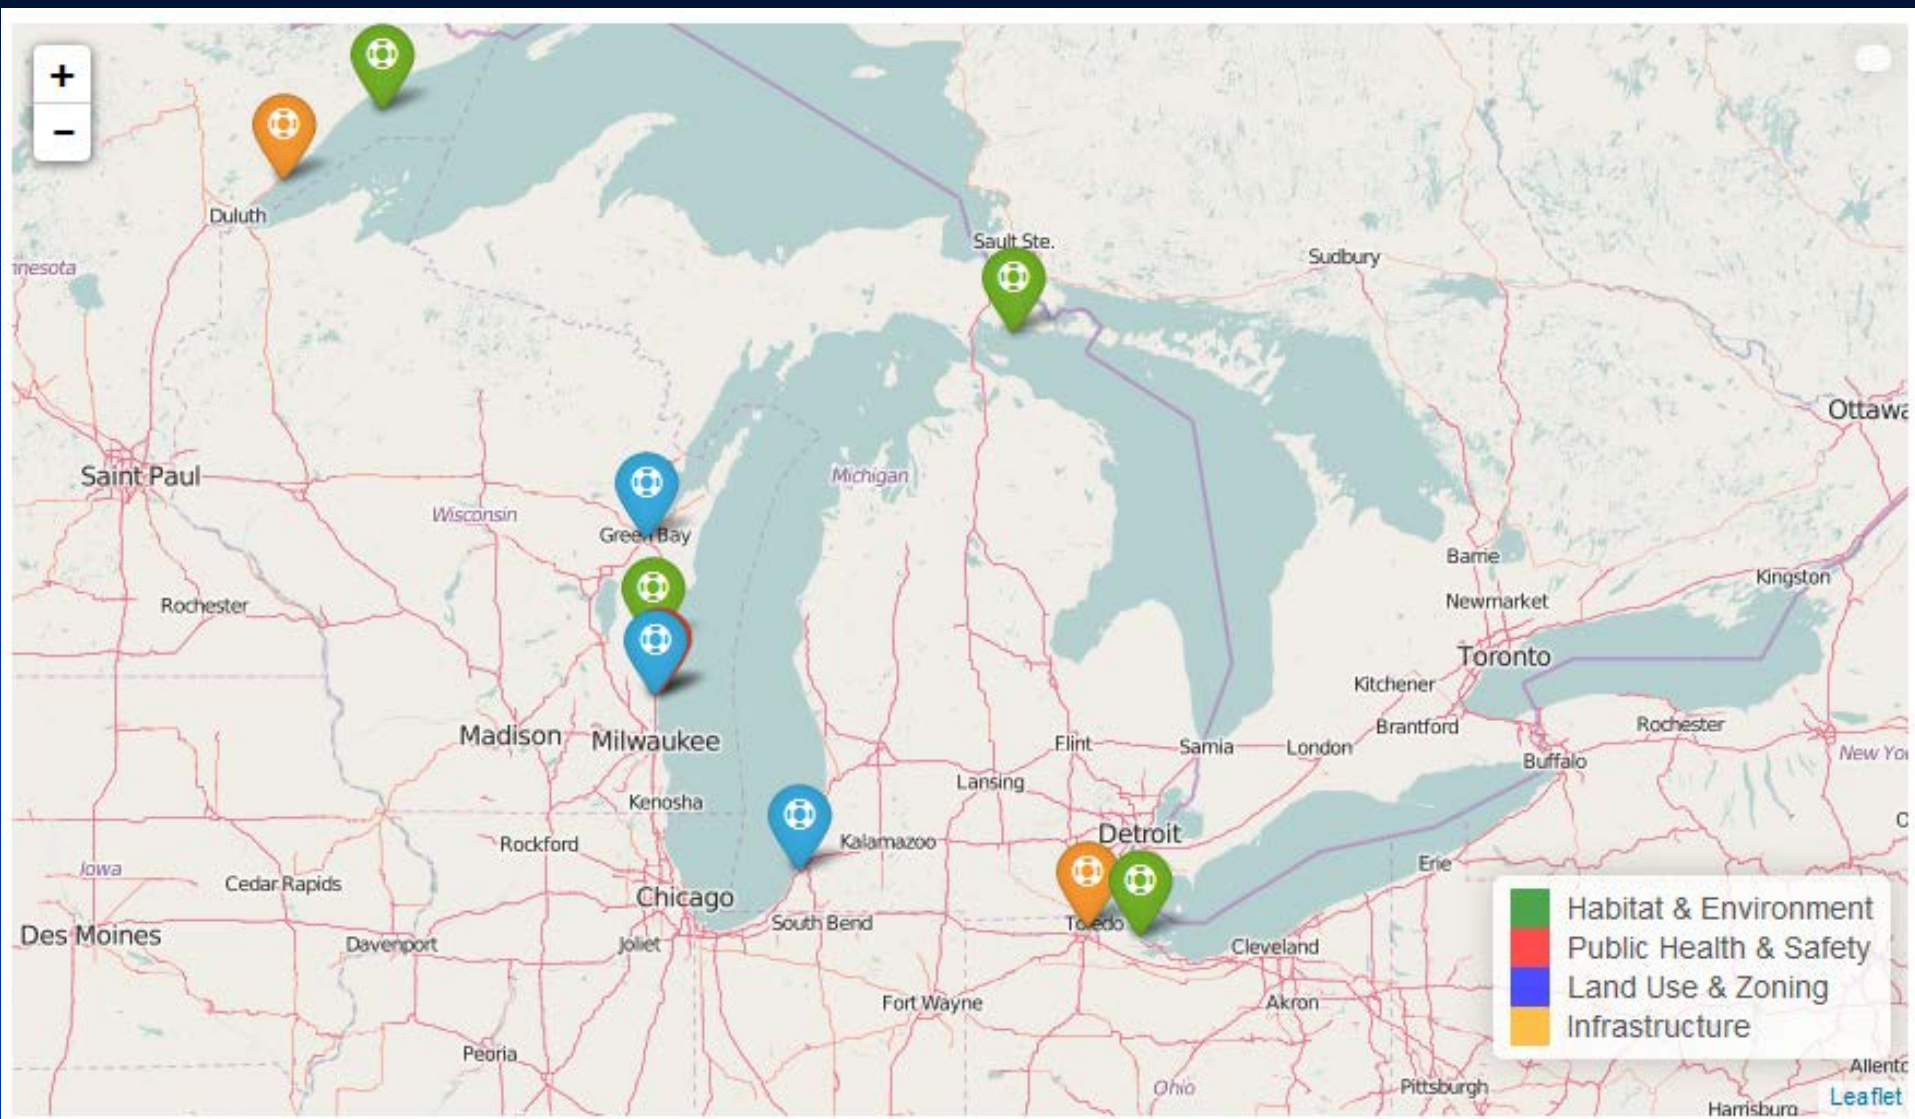 +
−
Duluth
Sault Ste.
Sudbury
Ottawa
Saint Paul
Michigan
Wisconsin
Green Bay
Barrie
Kingston
Rochester
Newmarket
Toronto
Kitchener
Brantford
Rochester
Madison
Milwaukee
Flint
Sarnia
London
New Yo
Buffalo
Lansing
Kenosha
Detroit
Rockford
Kalamazoo
Iowa
Cedar Rapids
Erie
Chicago
South Bend
Toledo
Des Moines
Davenport
Joliet
Cleveland
Habitat & Environment
Public Health & Safety
Land Use & Zoning
Infrastructure
Fort Wayne
Akron
Peoria
Ohio
Pittsburgh
Allento
Leaflet
Harrisburg